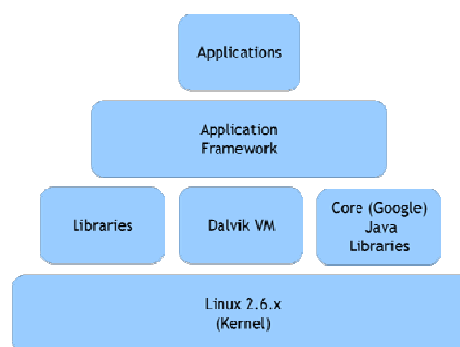 Applications
Application
Framework
Libraries
Dalvik VM
Core (Google)
Java
Libraries
Linux 2.6.x
(Kernel)